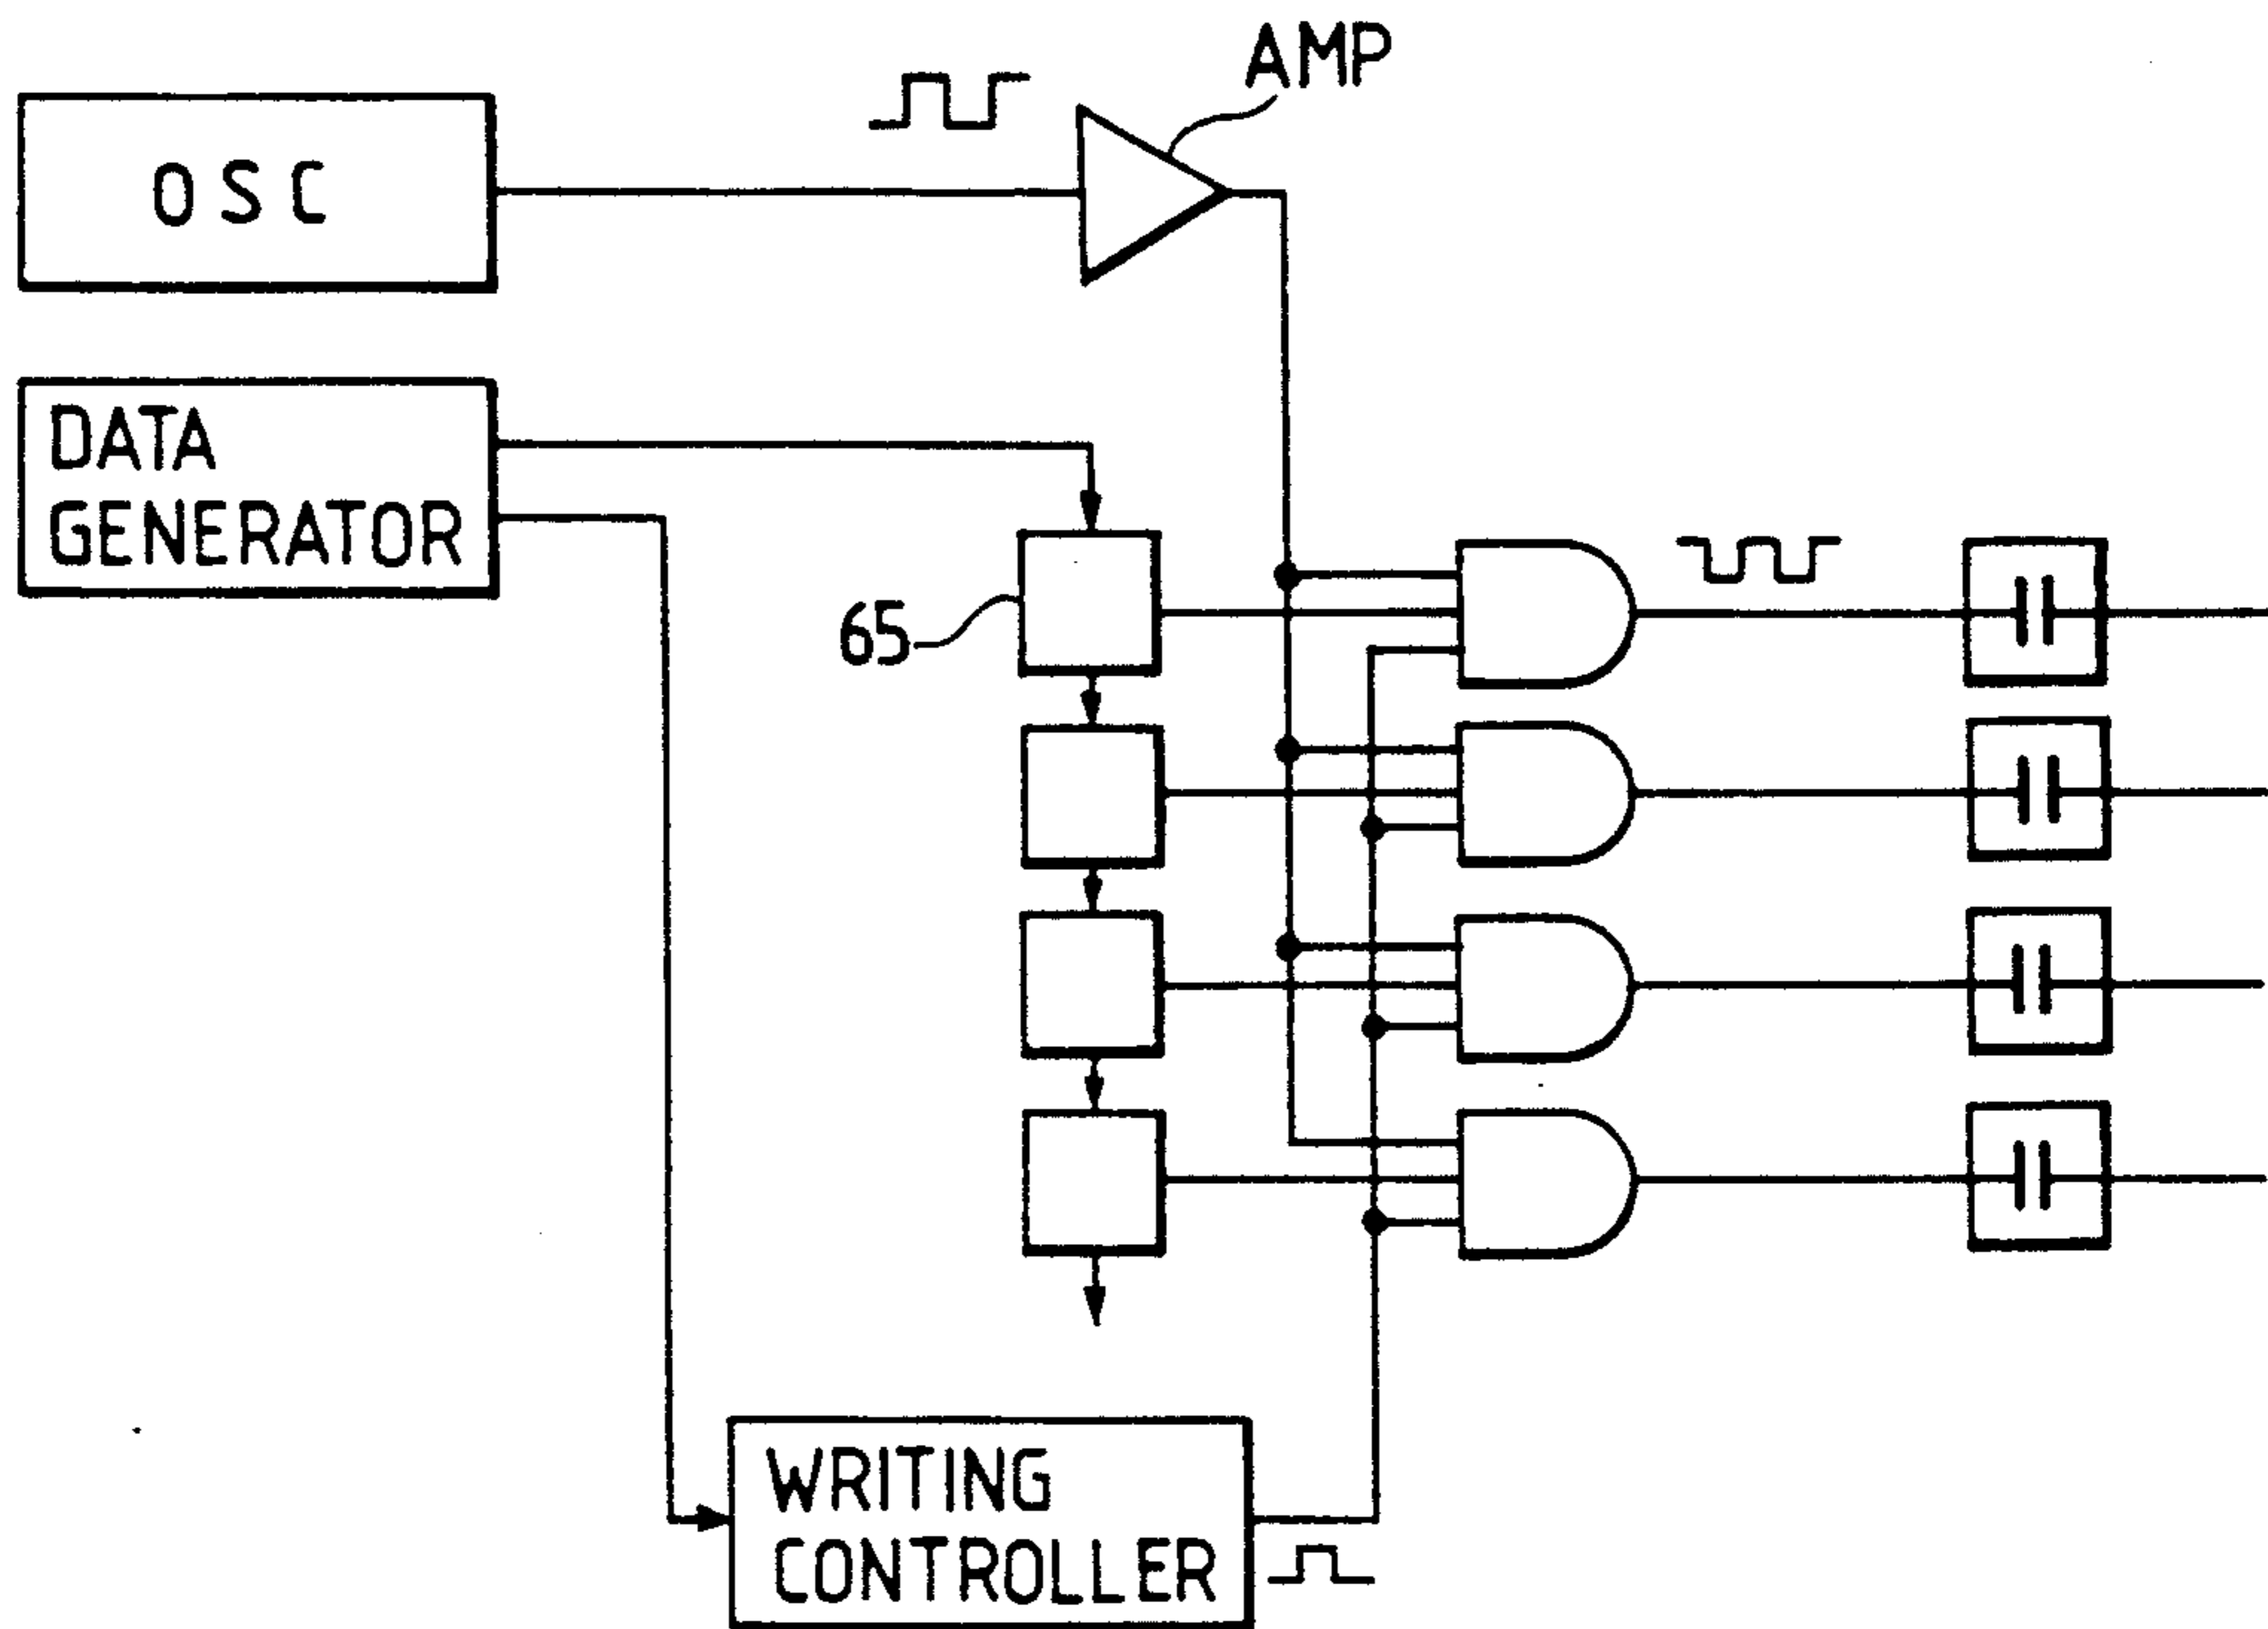 AMP
OSC
DATA
GENERATOR
65
WRITING
CONTROLLER